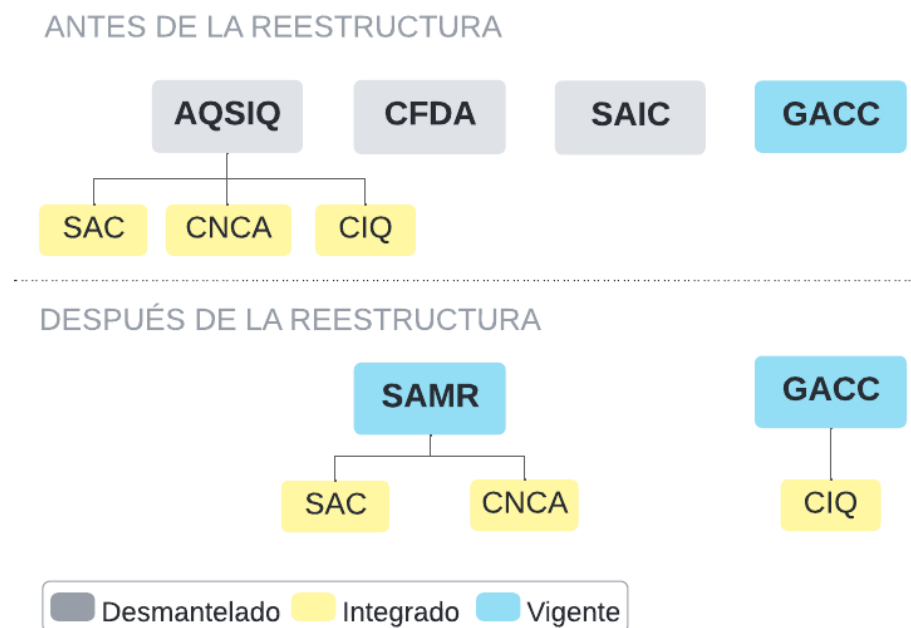 ANTES DE LA REESTRUCTURA
AQSIQ CFDA SAIC GACC
SAC CNCA CIQ
DESPUÉS DE LA REESTRUCTURA
SAMR GACC
SAC CNCA CIQ
Desmantelado Integrado Vigente